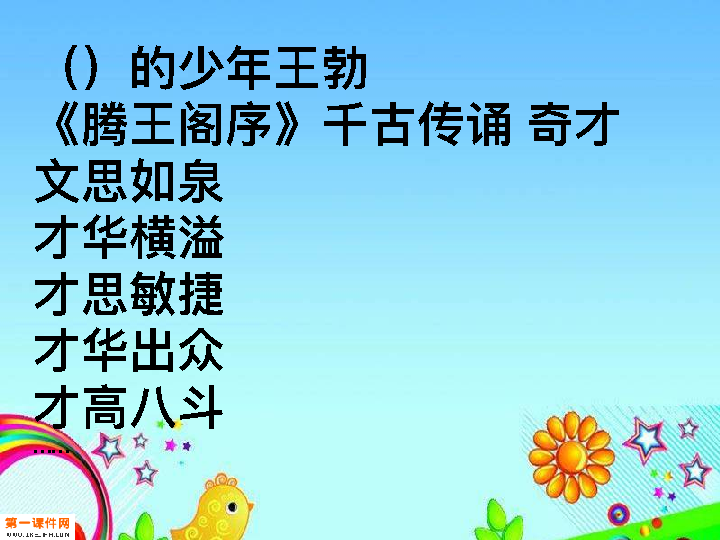 （）的少年王勃
《腾王阁序》千古传诵 奇才
文思如泉
才华横溢
才思敏捷
才华出众
才高八斗
……
第一课件网
WWW.1KEJIAN.COM